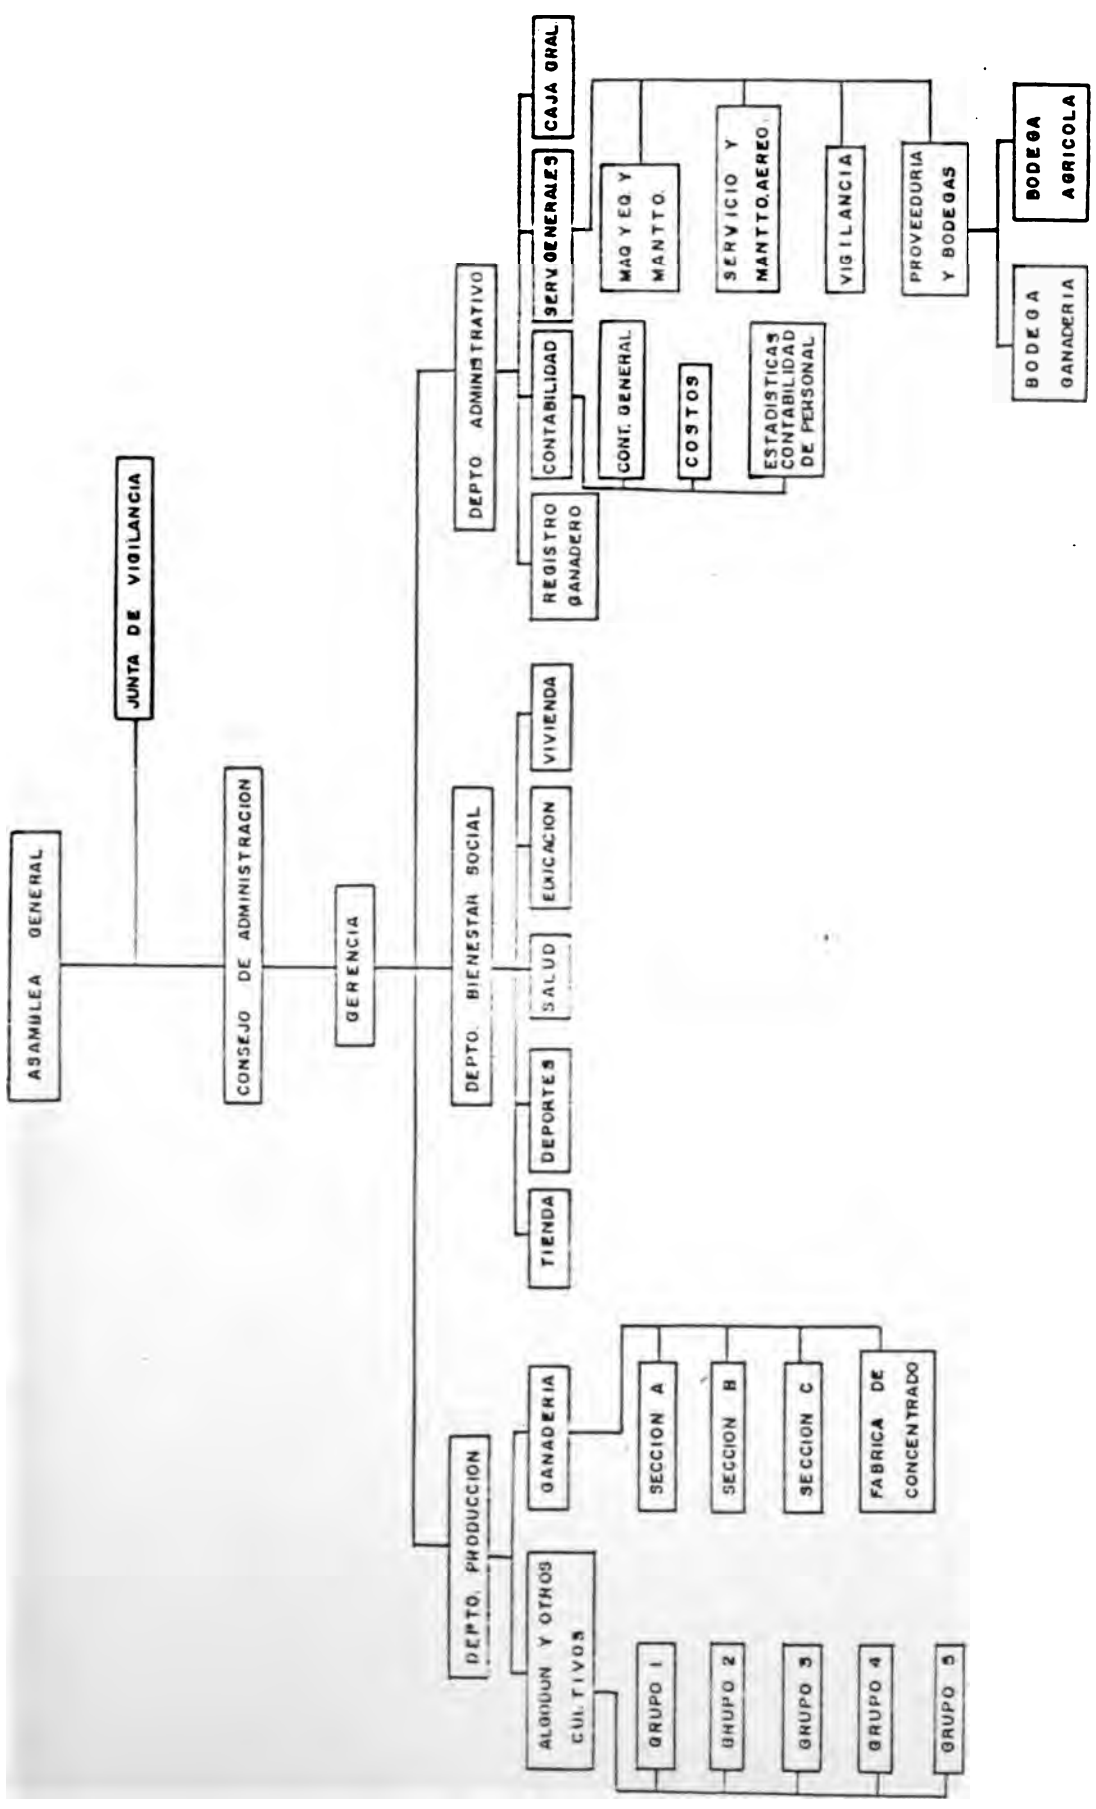 ASAMBLEA GENERAL
JUNTA DE VIGILANCIA
CONSEJO DE ADMINISTRACION
GERENCIA
DEPTO. PRODUCCION
DEPTO. BIENESTAR SOCIAL
DEPTO. ADMINISTRATIVO
ALGODON Y OTROS
CULTIVOS
GANADERIA
TIENDA
DEPORTES
SALUD
EDUCACION
VIVIENDA
REGISTRO
GANADERO
CONTABILIDAD
SERV. GENERALES
CAJA GRAL.
GRUPO 1
GRUPO 2
GRUPO 3
GRUPO 4
GRUPO 5
SECCION A
SECCION B
SECCION C
FABRICA DE
CONCENTRADO
CONT. GENERAL
COSTOS
ESTADISTICAS
CONTABILIDAD
DE PERSONAL
MAQ Y EQ. Y
MANTTO.
SERVICIO Y
MANTTO. AEREO.
VIGILANCIA
PROVEEDURIA
Y BODEGAS
BODEGA
GANADERIA
BODEGA
AGRICOLA